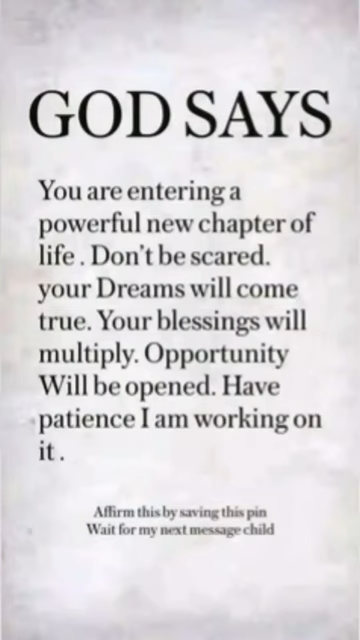 GOD SAYS
You are entering a
powerful new chapter of
life . Don't be scared.
your Dreams will come
true. Your blessings will
multiply. Opportunity
Will be opened. Have
patience I am working on
it .
Affirm this by saving this pin
Wait for my next message child